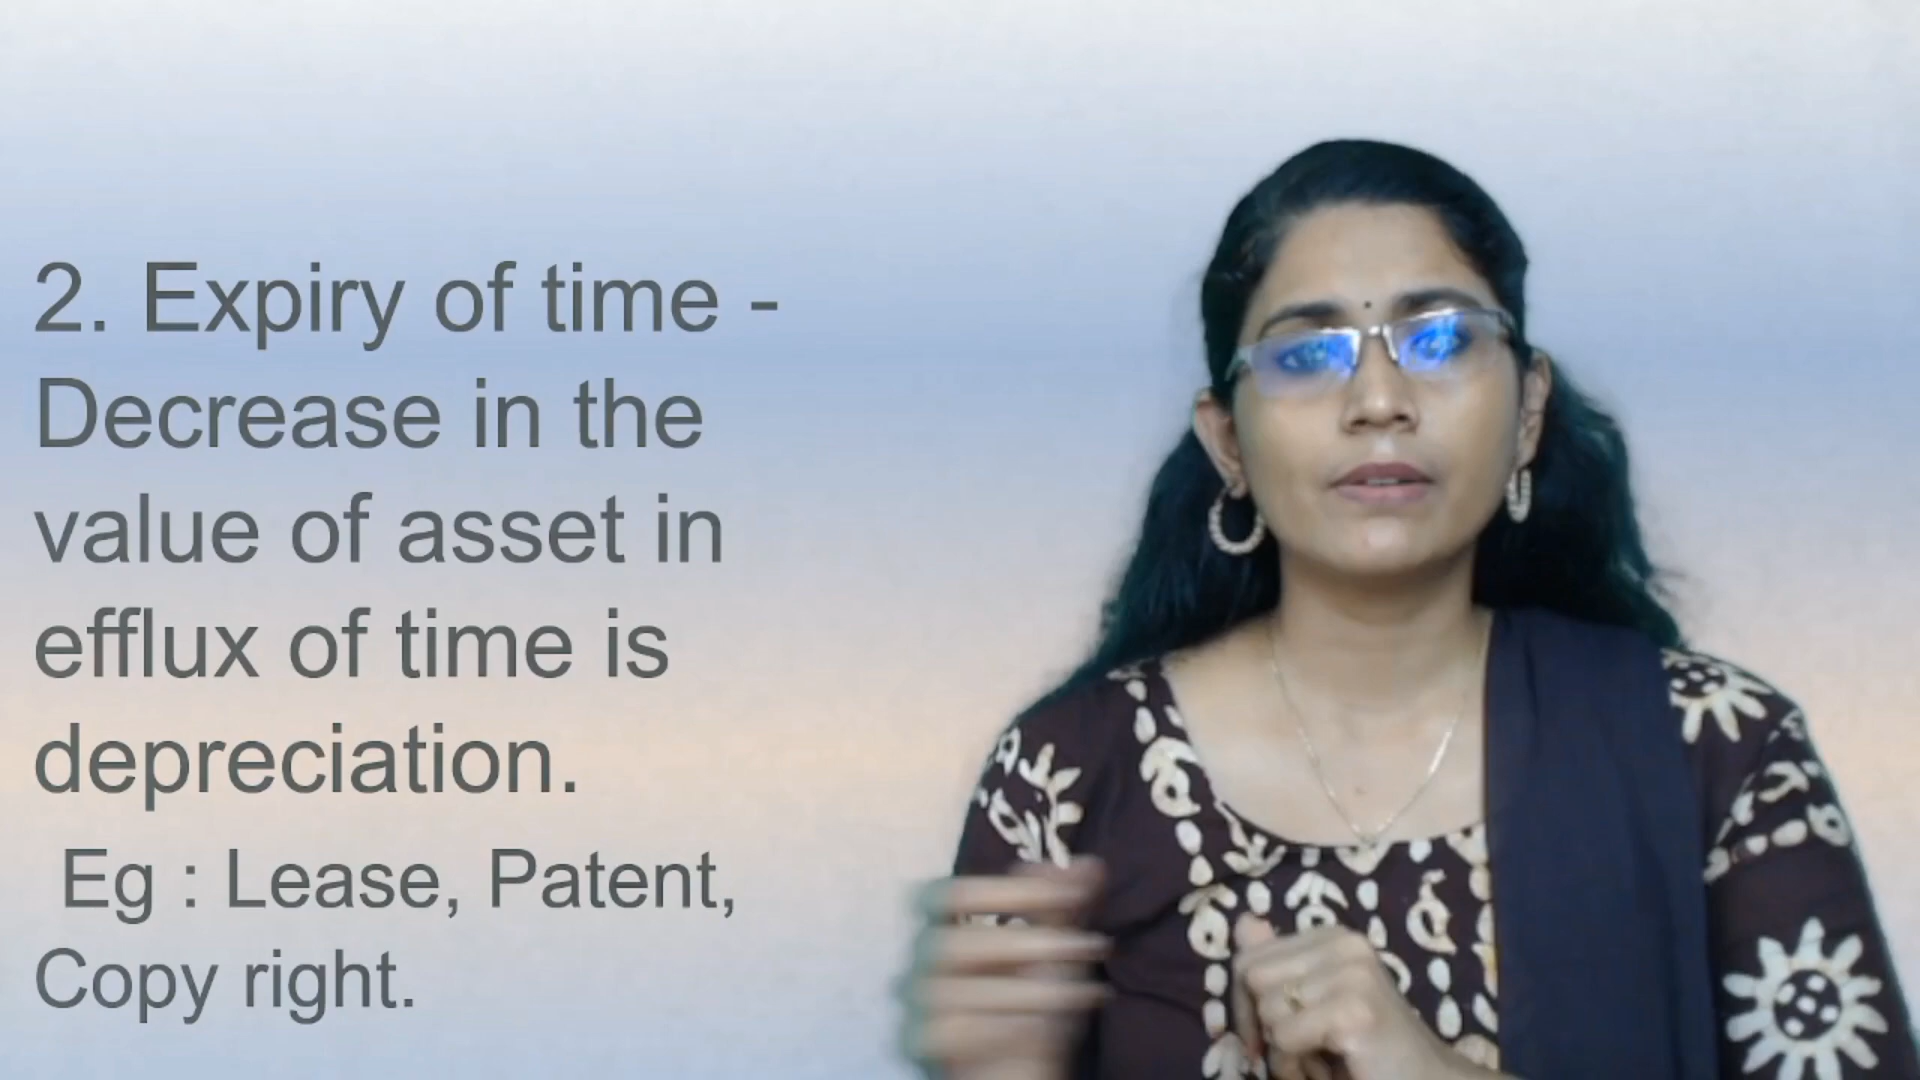 2. Expiry of time -
Decrease in the
value of asset in
efflux of time is
depreciation.
Eg : Lease, Patent,
Copy right.